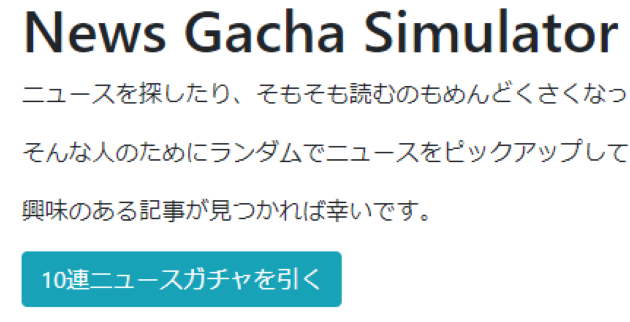 News Gacha Simulator
ニュースを探したり、そもそも読むのもめんどくさくなっ
そんな人のためにランダムでニュースをピックアップして
興味のある記事が見つかれば幸いです。
10連ニュースガチャを引く